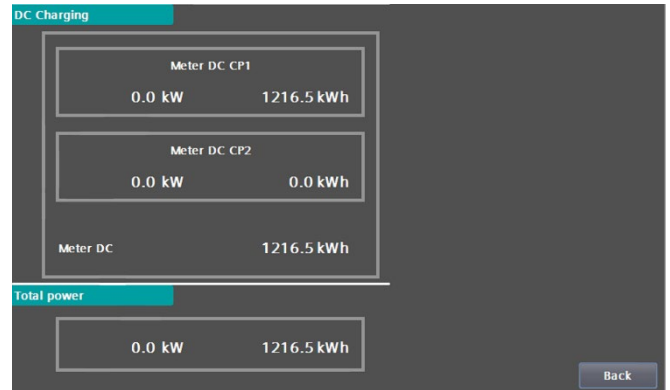 DC Charging
Meter DC CP1
0.0 kW 1216.5 kWh
Meter DC CP2
0.0 kW 0.0 kWh
Meter DC 1216.5 kWh
Total power
0.0 kW 1216.5 kWh
Back